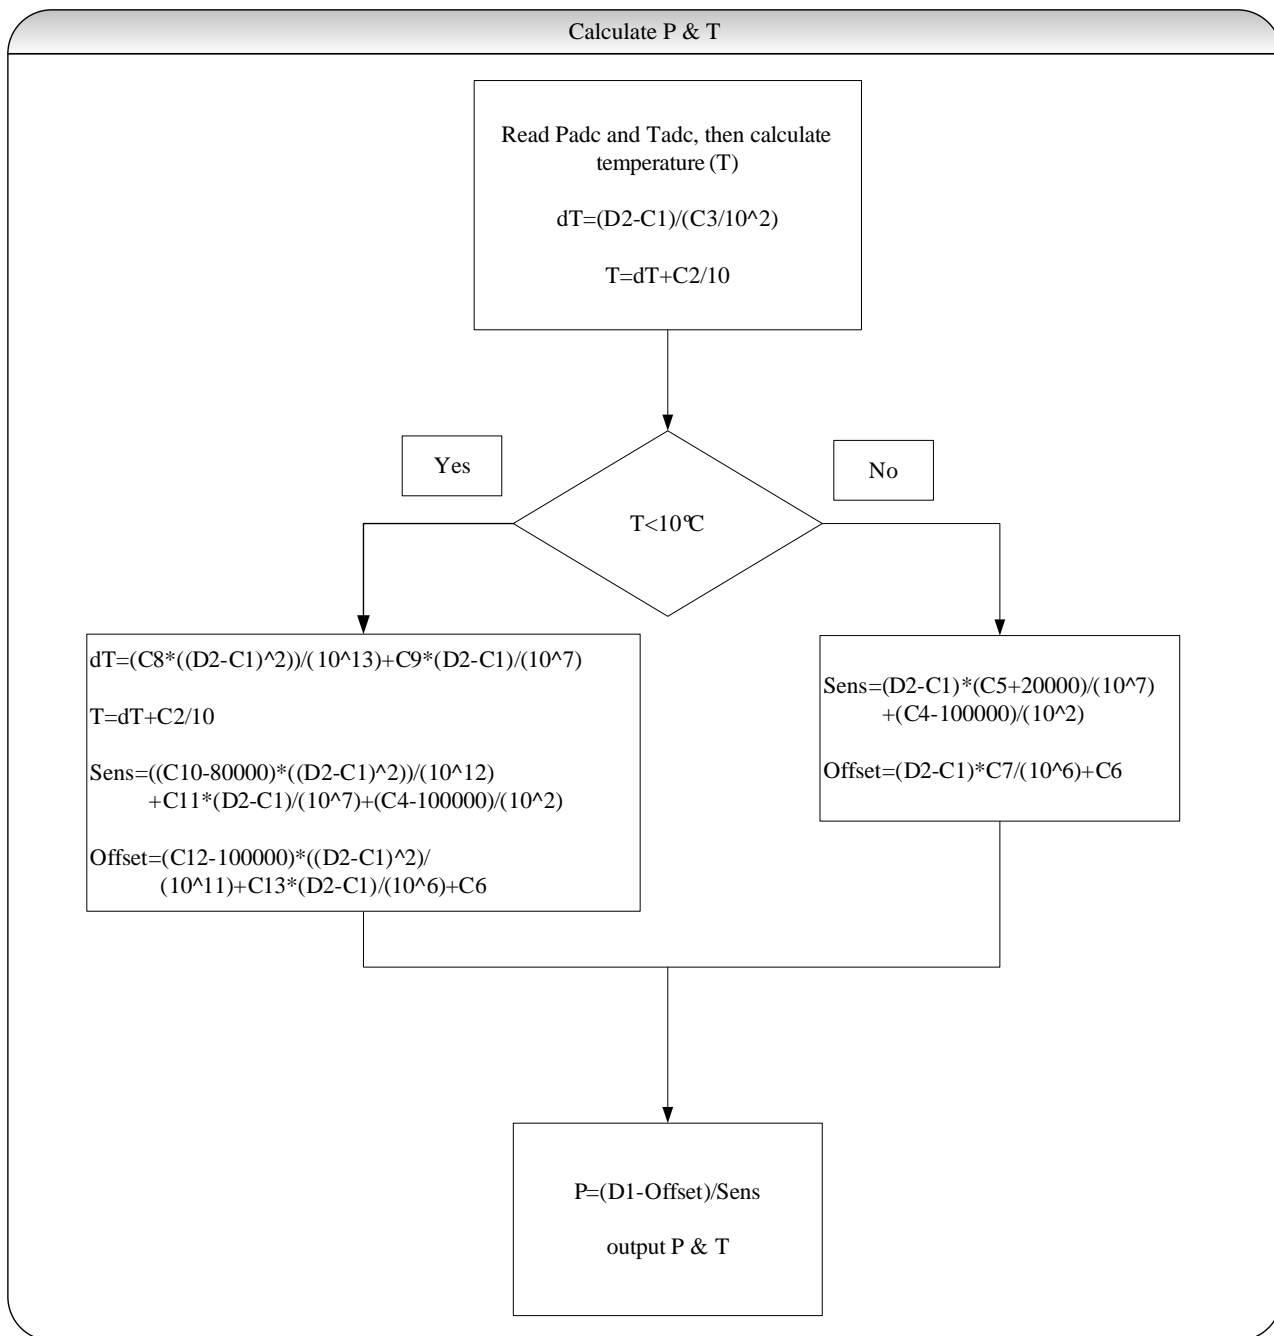 Calculate P & T
Read Padc and Tadc, then calculate
temperature (T)
dT=(D2-C1)/(C3/10^2)
T=dT+C2/10
Yes
No
T<10℃
dT=(C8*((D2-C1)^2))/(10^13)+C9*(D2-C1)/(10^7)
T=dT+C2/10
Sens=((C10-80000)*((D2-C1)^2))/(10^12)
+C11*(D2-C1)/(10^7)+(C4-100000)/(10^2)
Offset=(C12-100000)*((D2-C1)^2)/
(10^11)+C13*(D2-C1)/(10^6)+C6
Sens=(D2-C1)*(C5+20000)/(10^7)
+(C4-100000)/(10^2)
Offset=(D2-C1)*C7/(10^6)+C6
P=(D1-Offset)/Sens
output P & T